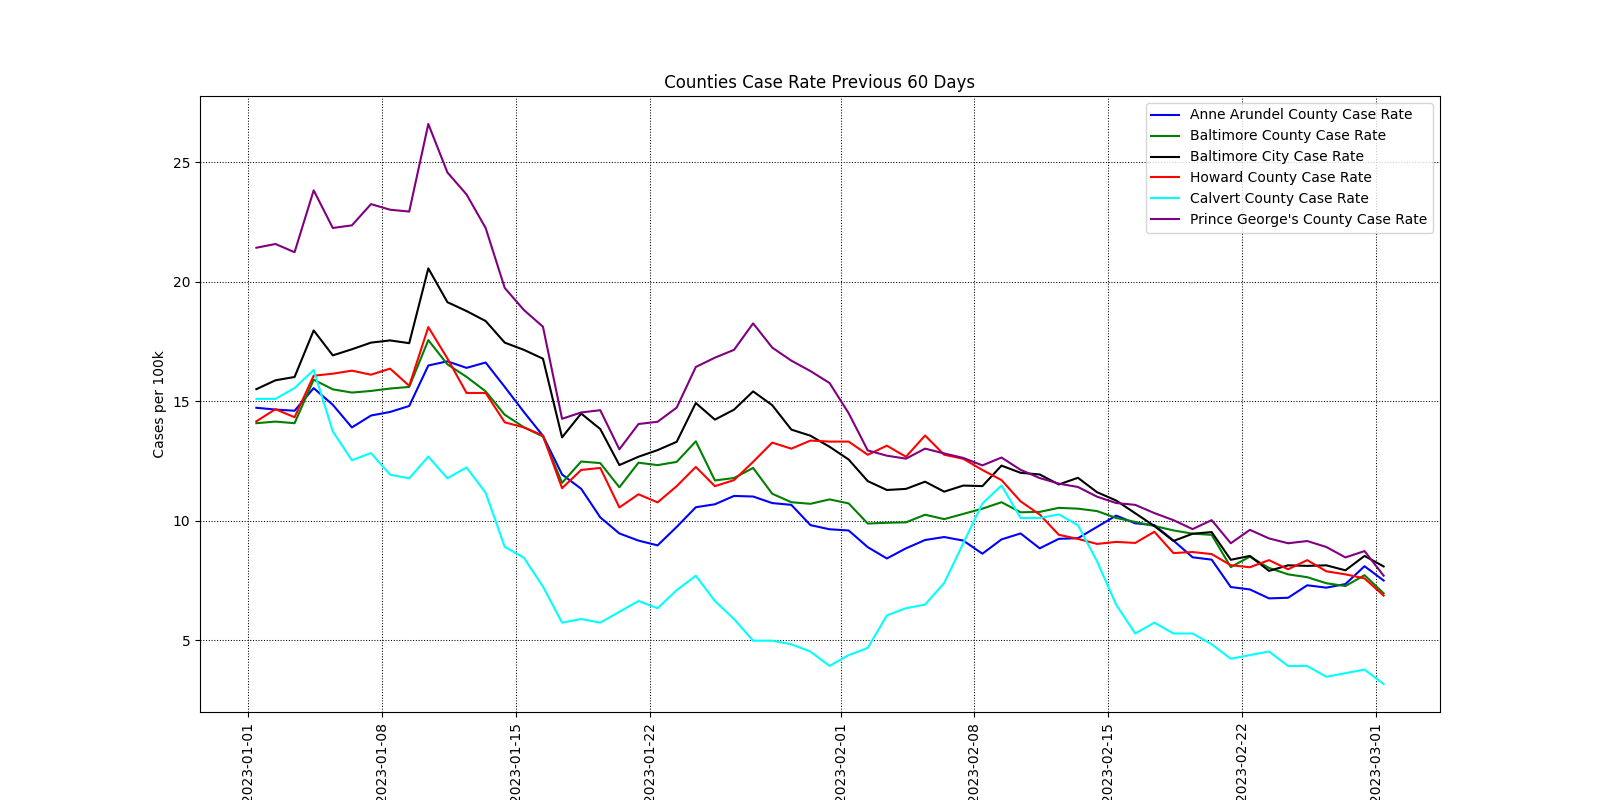 Counties Case Rate Previous 60 Days
Anne Arundel County Case Rate
Baltimore County Case Rate
Baltimore City Case Rate
Howard County Case Rate
Calvert County Case Rate
Prince George's County Case Rate
Cases per 100k
25
20
15
10
5
2023-01-01
2023-01-08
2023-01-15
2023-01-22
2023-02-01
2023-02-08
2023-02-15
2023-02-22
2023-03-01